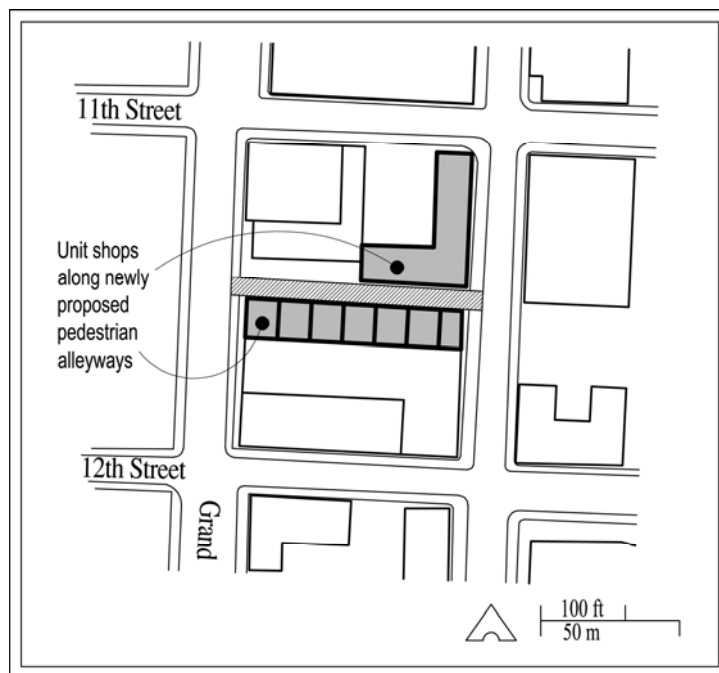 11th Street
Unit shops
along newly
proposed
pedestrian
alleyways
12th Street
Grand
100 ft
50 m